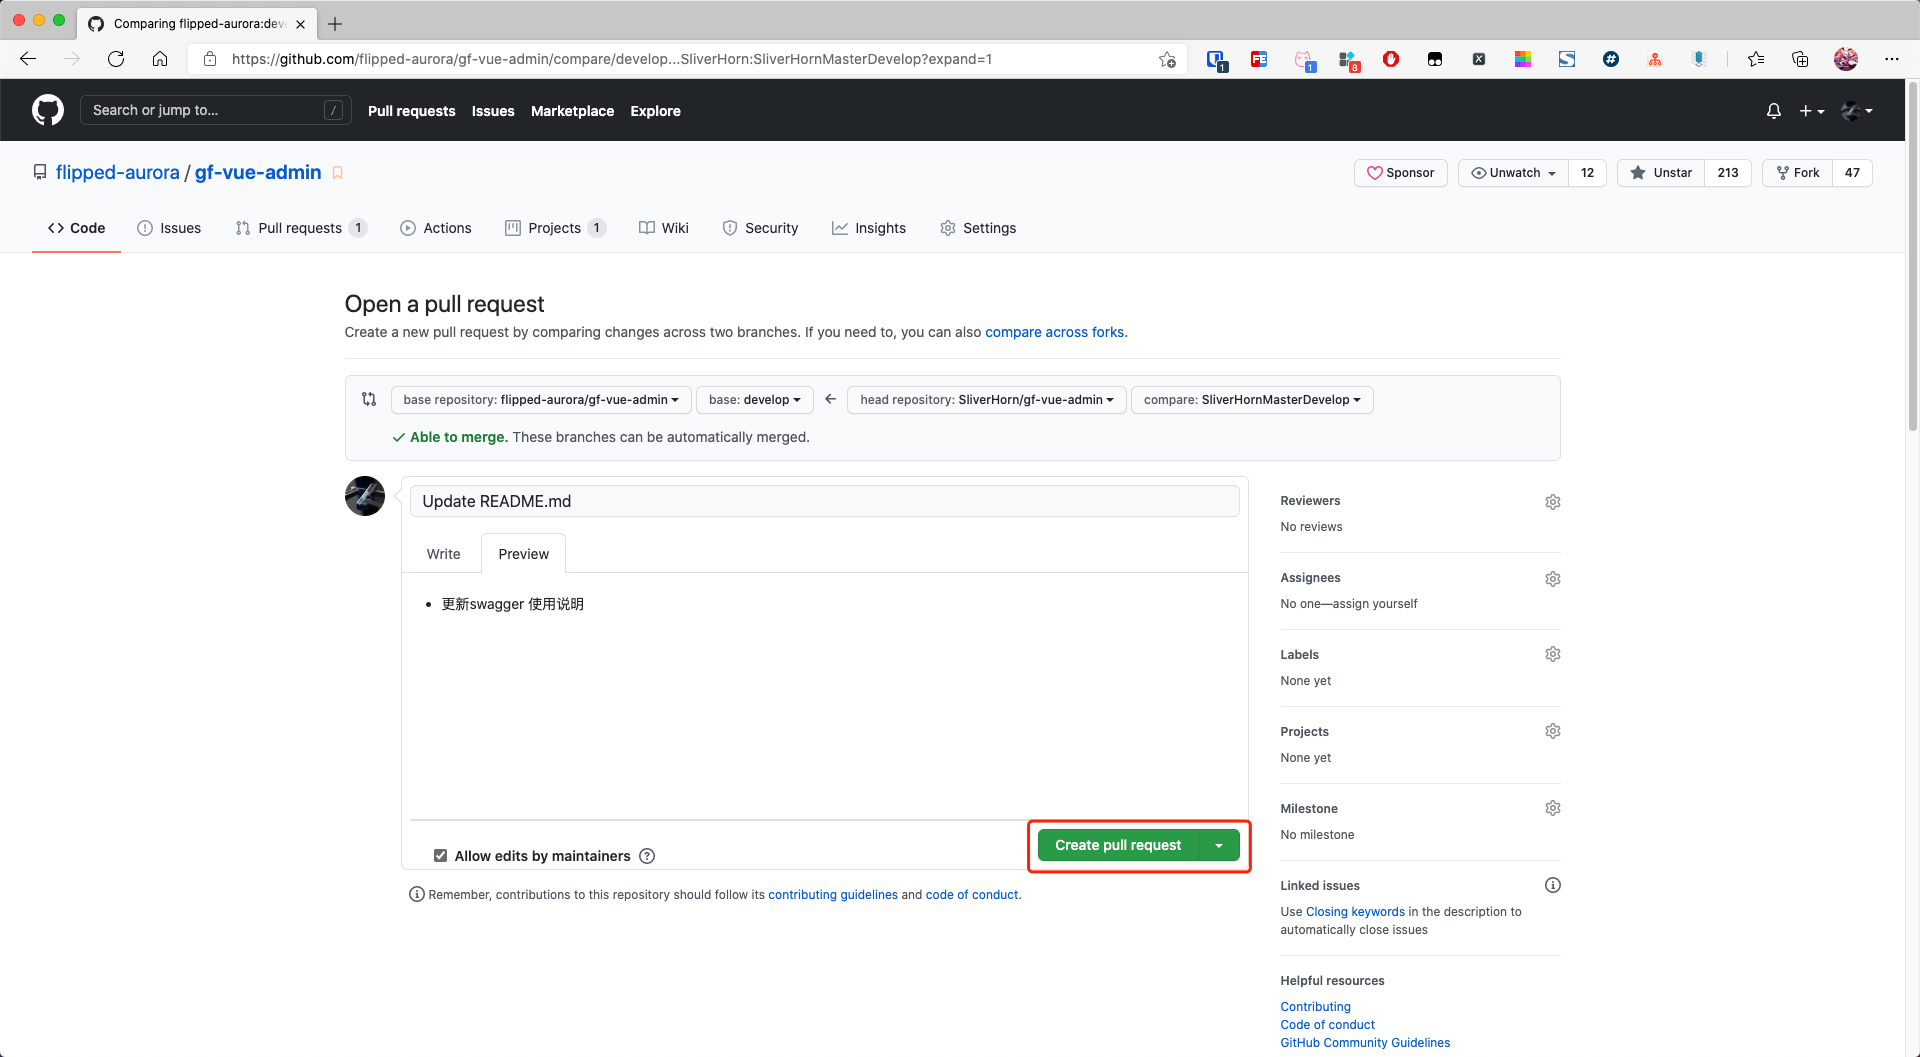 Comparing flipped-aurora:dev
https://github.com/flipped-aurora/gf-vue-admin/compare/develop...SliverHorn:SliverHornMasterDevelop?expand=1
1
FE
1
8
Search or jump to...
/
Pull requests
Issues
Marketplace
Explore
flipped-aurora / gf-vue-admin
Sponsor
Unwatch
12
Unstar
213
Fork
47
Code
Issues
Pull requests 1
Actions
Projects 1
Wiki
Security
Insights
Settings
Open a pull request
Create a new pull request by comparing changes across two branches. If you need to, you can also compare across forks.
base repository: flipped-aurora/gf-vue-admin
base: develop
head repository: SliverHorn/gf-vue-admin
compare: SliverHornMasterDevelop
Able to merge. These branches can be automatically merged.
Update README.md
Write
Preview
更新swagger 使用说明
Allow edits by maintainers
Create pull request
Remember, contributions to this repository should follow its contributing guidelines and code of conduct.
Reviewers
No reviews
Assignees
No one—assign yourself
Labels
None yet
Projects
None yet
Milestone
No milestone
Linked issues
Use Closing keywords in the description to
automatically close issues
Helpful resources
Contributing
Code of conduct
GitHub Community Guidelines